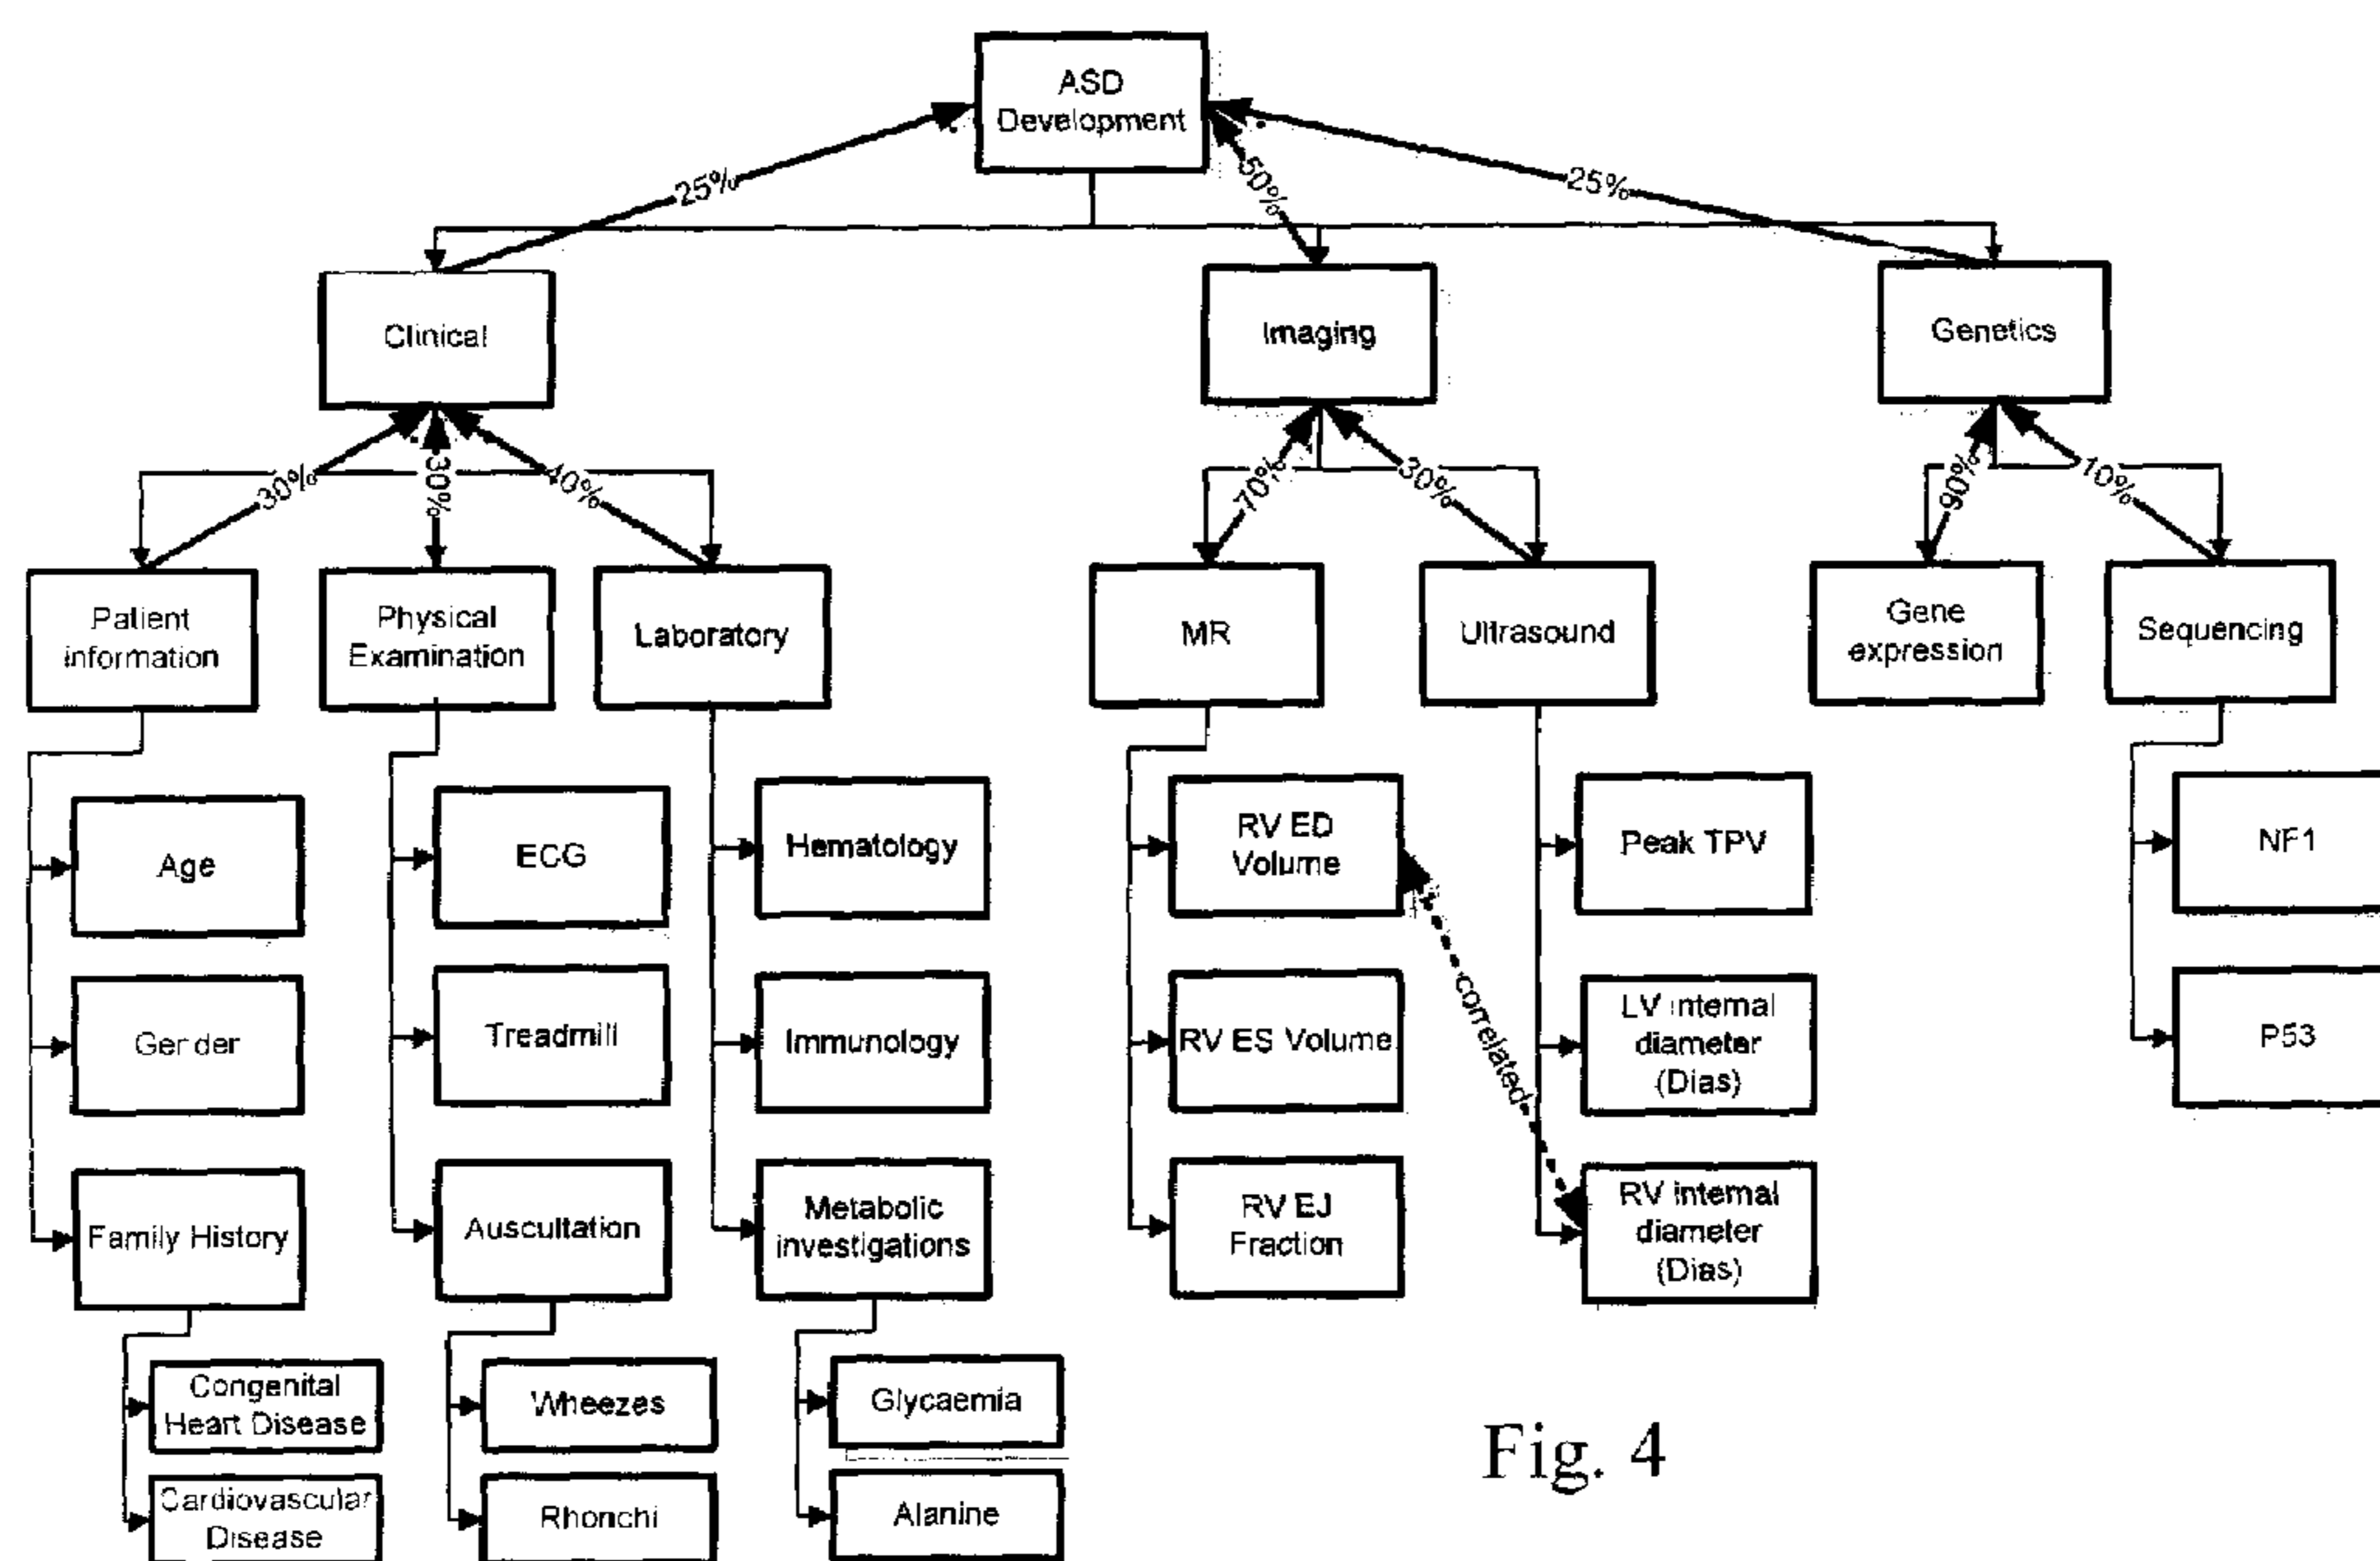 ASD
Development
25%
50%
25%
Clinical
Imaging
Genetics
30%
30%
40%
70%
30%
90%
10%
Patient
information
Physical
Examination
Laboratory
MR
Ultrasound
Gene
expression
Sequencing
Age
ECG
Hematology
RV ED
Volume
Peak TPV
NF1
Gender
Treadmill
Immunology
RV ES Volume
correlated
LV internal
diameter
(Dias)
P53
Family History
Auscultation
Metabolic
investigations
RV EJ
Fraction
RV internal
diameter
(Dias)
Congenital
Heart Disease
Wheezes
Glycaemia
Cardiovascular
Disease
Rhonchi
Alanine
Fig. 4